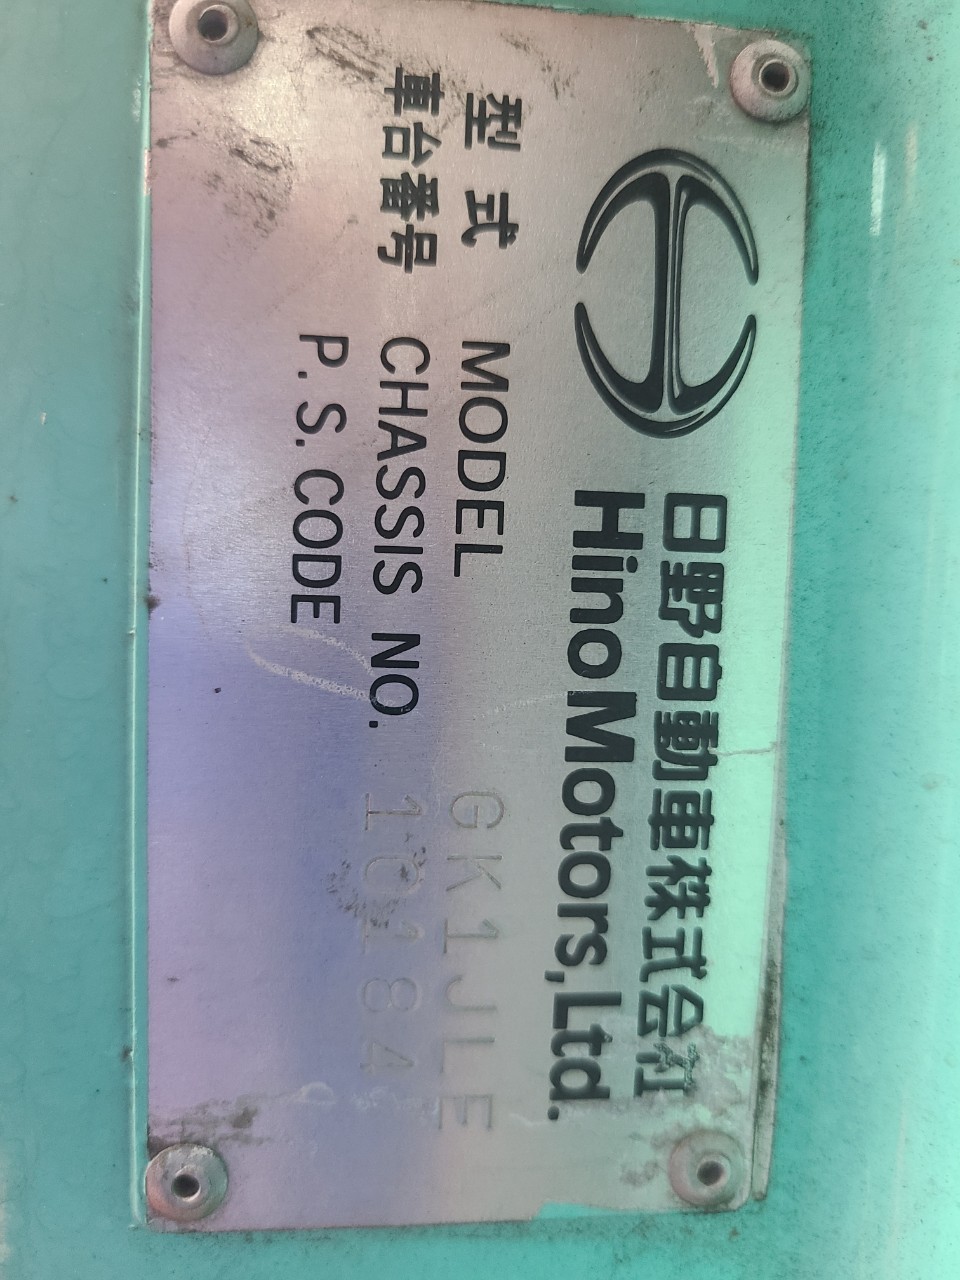 日野自動車株式会社
Hino Motors, Ltd.
型式 MODEL GK1JLE
車台番号 CHASSIS NO. 10184
P. S. CODE